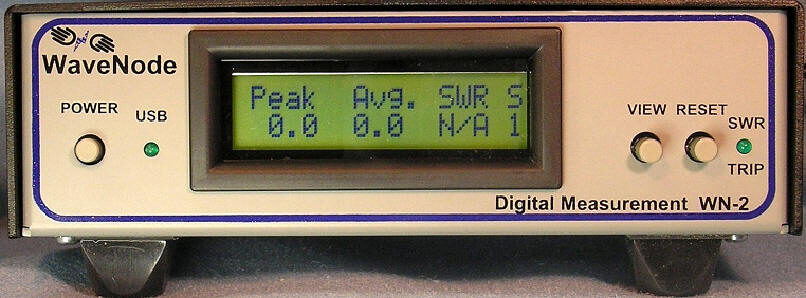 WaveNode
POWER
USB
Peak Avg. SWR S
0.0 0.0 N/A 1
VIEW RESET
SWR
TRIP
Digital Measurement WN-2